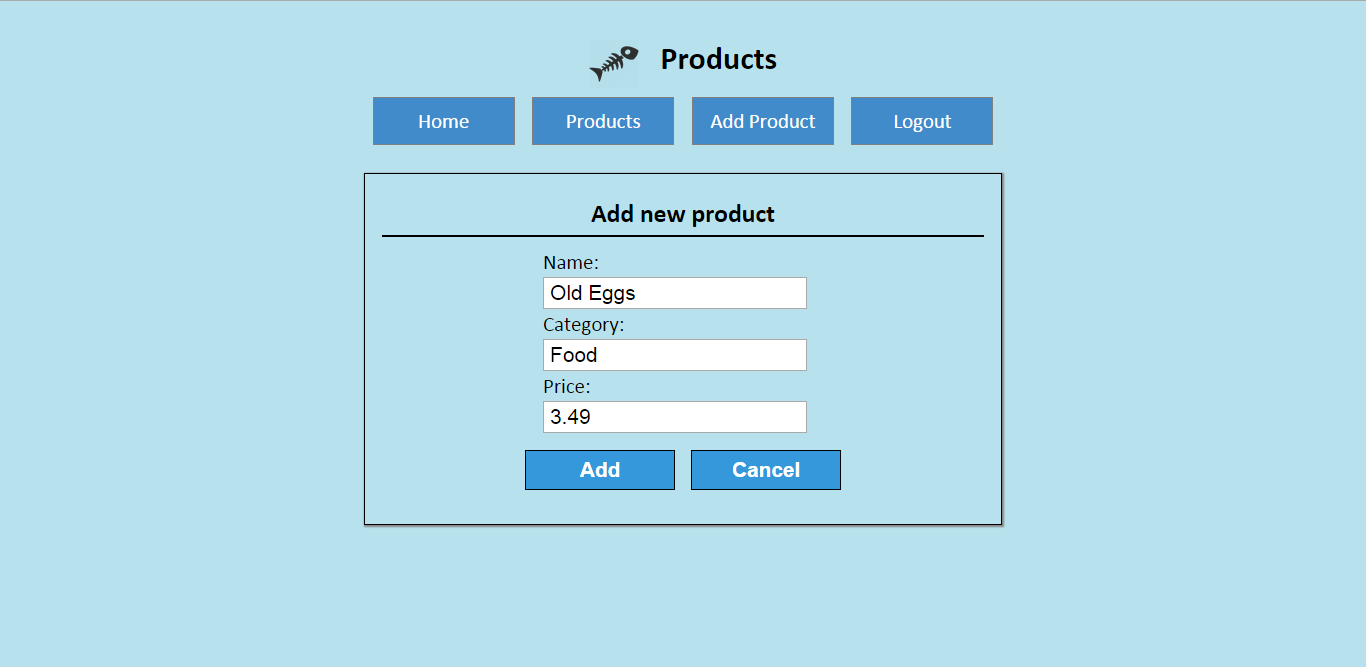 Products
Home Products Add Product Logout
Add new product
Name:
Old Eggs
Category:
Food
Price:
3.49
Add Cancel